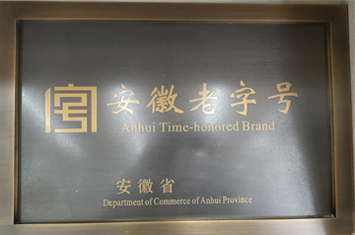 安徽老字号
Anhui Time-honored Brand
安徽省
Department of Commerce of Anhui Province